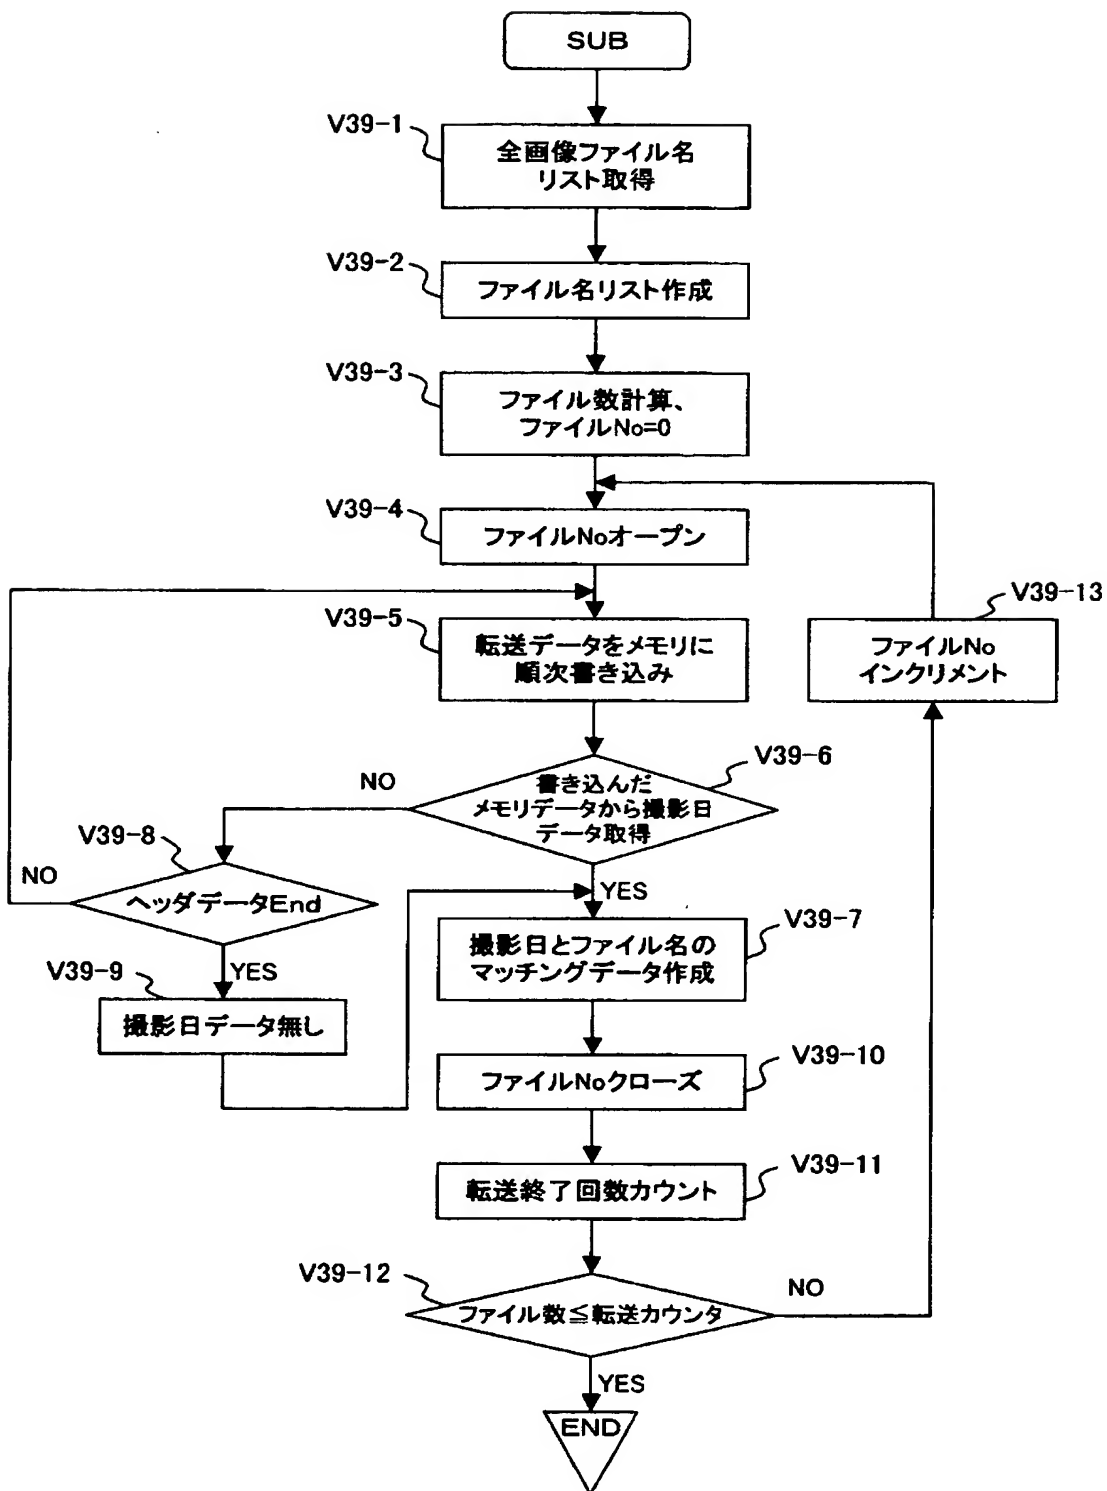 SUB
V39-1
全画像ファイル名
リスト取得
V39-2
ファイル名リスト作成
V39-3
ファイル数計算、
ファイルNo=0
V39-4
ファイルNoオープン
V39-13
ファイルNo
インクリメント
V39-5
転送データをメモリに
順次書き込み
V39-6
NO
書き込んだ
メモリデータから撮影日
データ取得
YES
V39-8
NO
ヘッダデータEnd
YES
V39-7
撮影日とファイル名の
マッチングデータ作成
V39-9
撮影日データ無し
V39-10
ファイルNoクローズ
V39-11
転送終了回数カウント
V39-12
ファイル数≦転送カウンタ
NO
YES
END